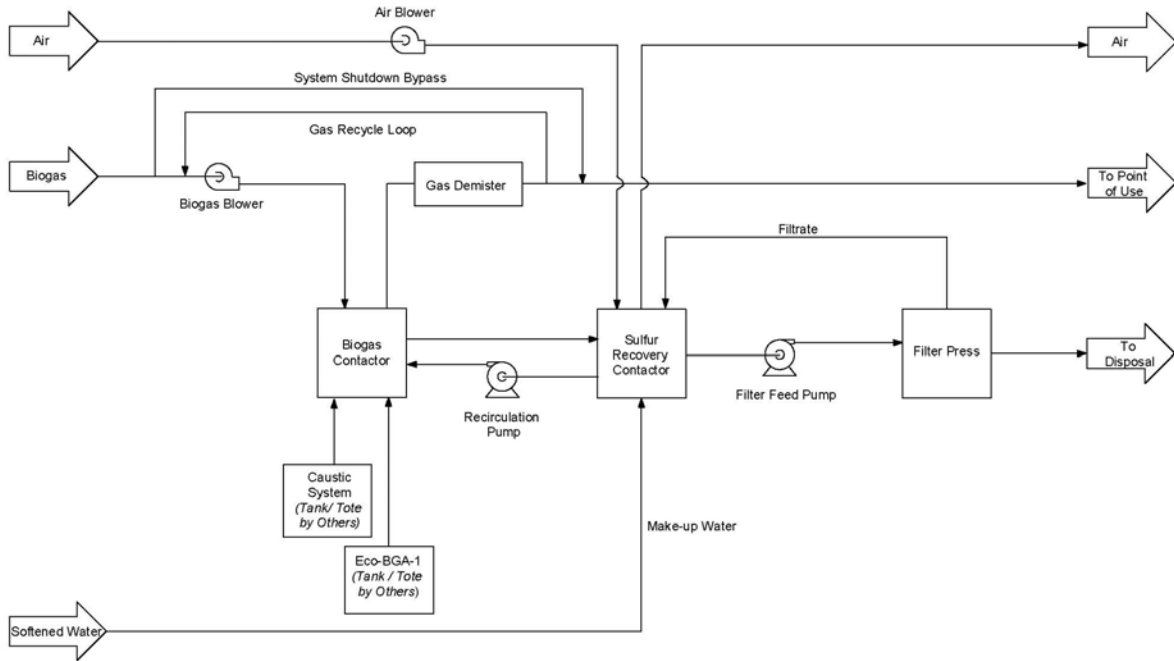 Air Blower
Air
Air
System Shutdown Bypass
Gas Recycle Loop
Biogas
Biogas Blower
Gas Demister
To Point
of Use
Filtrate
Biogas
Contactor
Sulfur
Recovery
Contactor
Filter Press
To
Disposal
Recirculation
Pump
Filter Feed Pump
Caustic
System
(Tank/ Tote
by Others)
Make-up Water
Eco-BGA-1
(Tank / Tote
by Others)
Softened Water